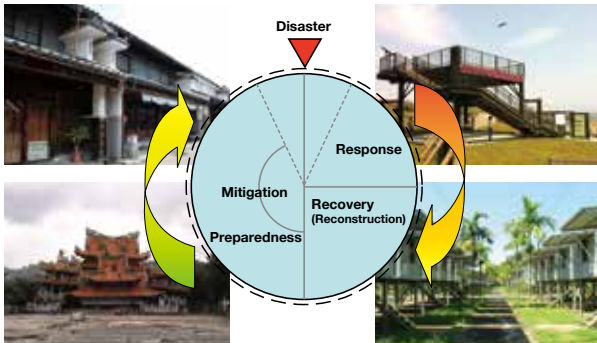 Disaster
Response
Mitigation
Recovery
(Reconstruction)
Preparedness